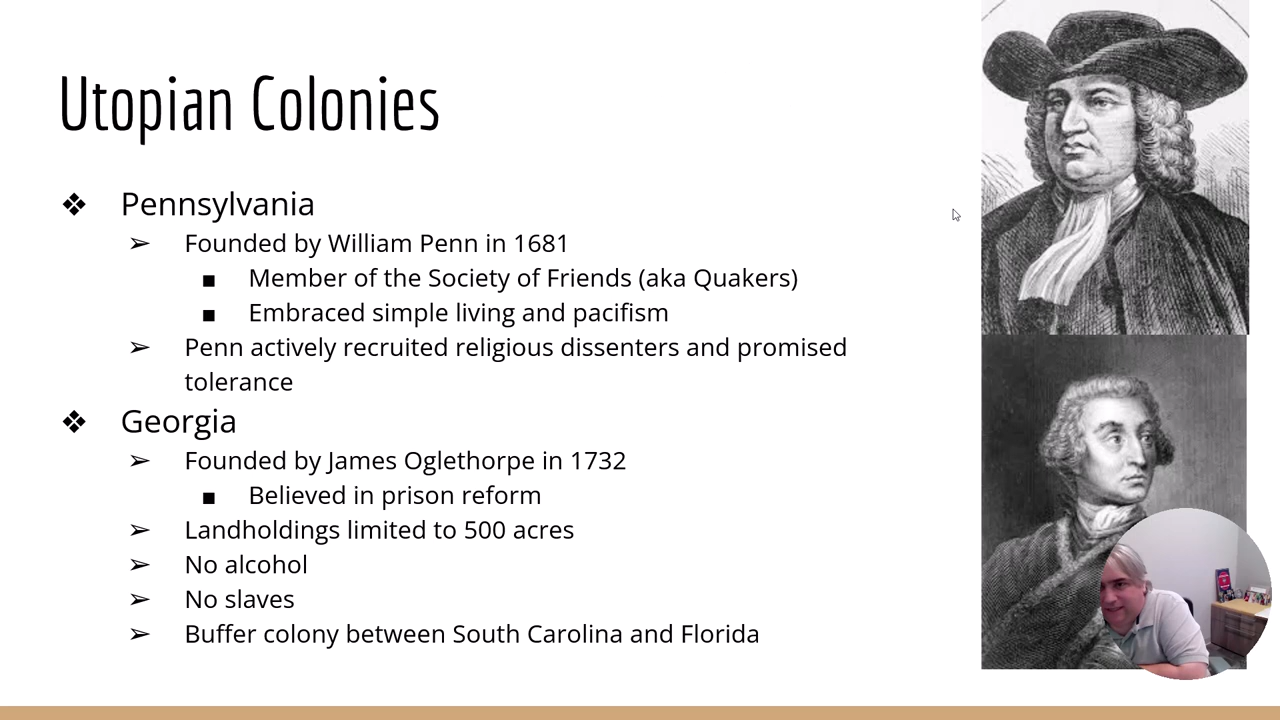 Utopian Colonies
❖ Pennsylvania
➢ Founded by William Penn in 1681
■ Member of the Society of Friends (aka Quakers)
■ Embraced simple living and pacifism
➢ Penn actively recruited religious dissenters and promised
tolerance
❖ Georgia
➢ Founded by James Oglethorpe in 1732
■ Believed in prison reform
➢ Landholdings limited to 500 acres
➢ No alcohol
➢ No slaves
➢ Buffer colony between South Carolina and Florida